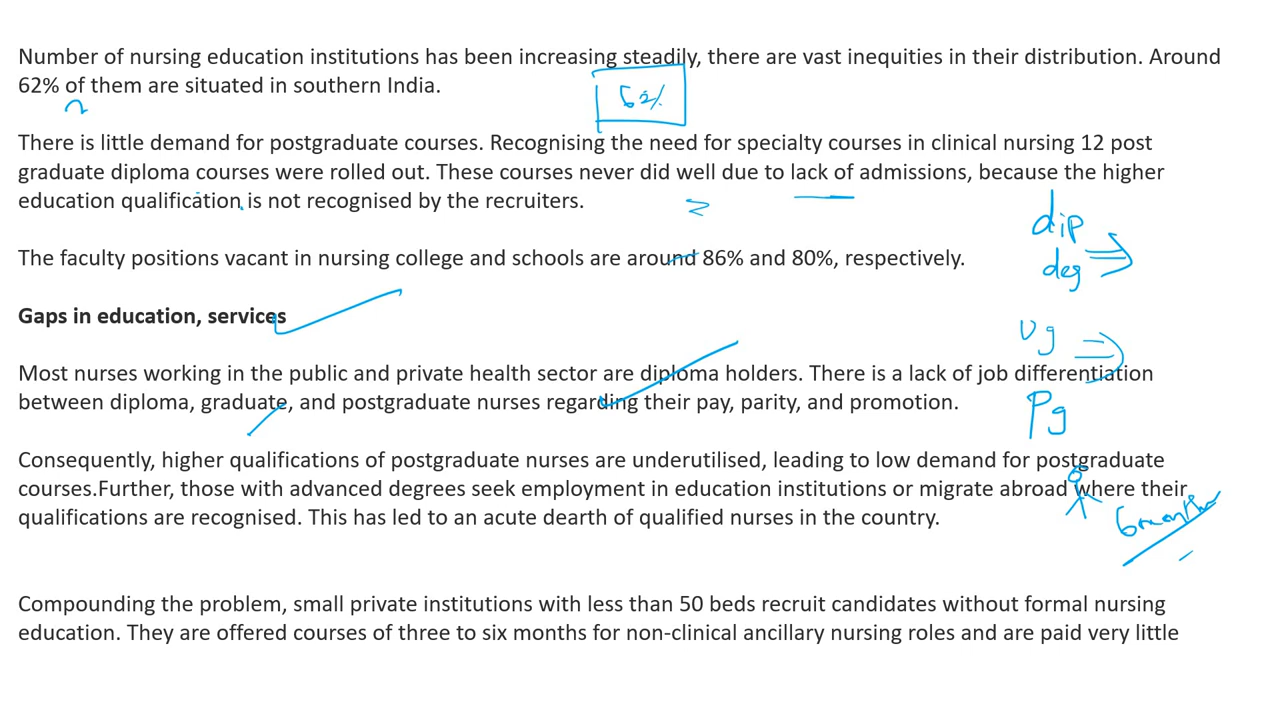 Number of nursing education institutions has been increasing steadily, there are vast inequities in their distribution. Around
62% of them are situated in southern India.
62%
There is little demand for postgraduate courses. Recognising the need for specialty courses in clinical nursing 12 post
graduate diploma courses were rolled out. These courses never did well due to lack of admissions, because the higher
education qualification is not recognised by the recruiters.
dip
The faculty positions vacant in nursing college and schools are around 86% and 80%, respectively.
deg
Gaps in education, services
Ug
Most nurses working in the public and private health sector are diploma holders. There is a lack of job differentiation
between diploma, graduate, and postgraduate nurses regarding their pay, parity, and promotion.
Pg
Consequently, higher qualifications of postgraduate nurses are underutilised, leading to low demand for postgraduate
courses.Further, those with advanced degrees seek employment in education institutions or migrate abroad where their
qualifications are recognised. This has led to an acute dearth of qualified nurses in the country.
6 months
Compounding the problem, small private institutions with less than 50 beds recruit candidates without formal nursing
education. They are offered courses of three to six months for non-clinical ancillary nursing roles and are paid very little